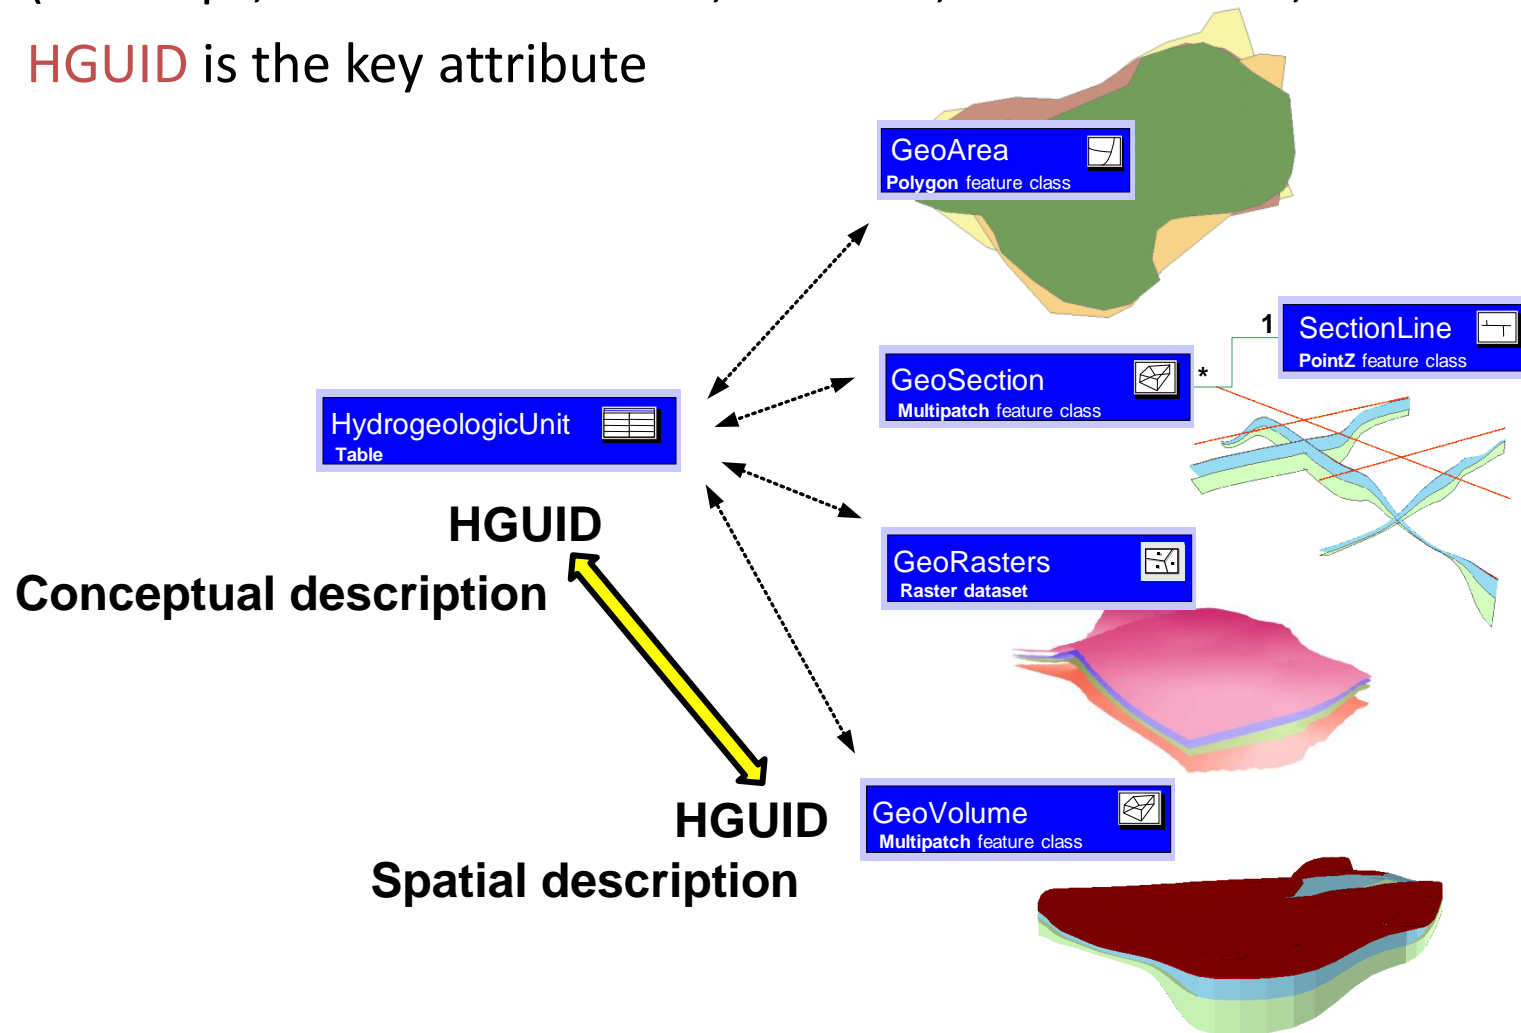 HGUID is the key attribute
GeoArea
Polygon feature class
1
SectionLine
PointZ feature class
GeoSection
Multipatch feature class
*
HydrogeologicUnit
Table
HGUID
Conceptual description
GeoRasters
Raster dataset
HGUID
Spatial description
GeoVolume
Multipatch feature class